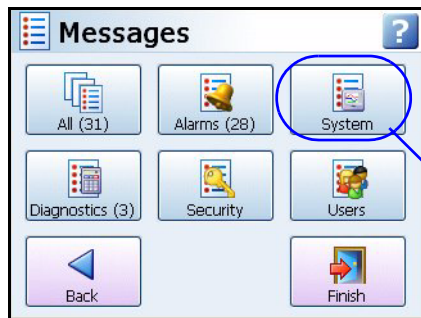 Messages
?
All (31)
Alarms (28)
System
Diagnostics (3)
Security
Users
Back
Finish